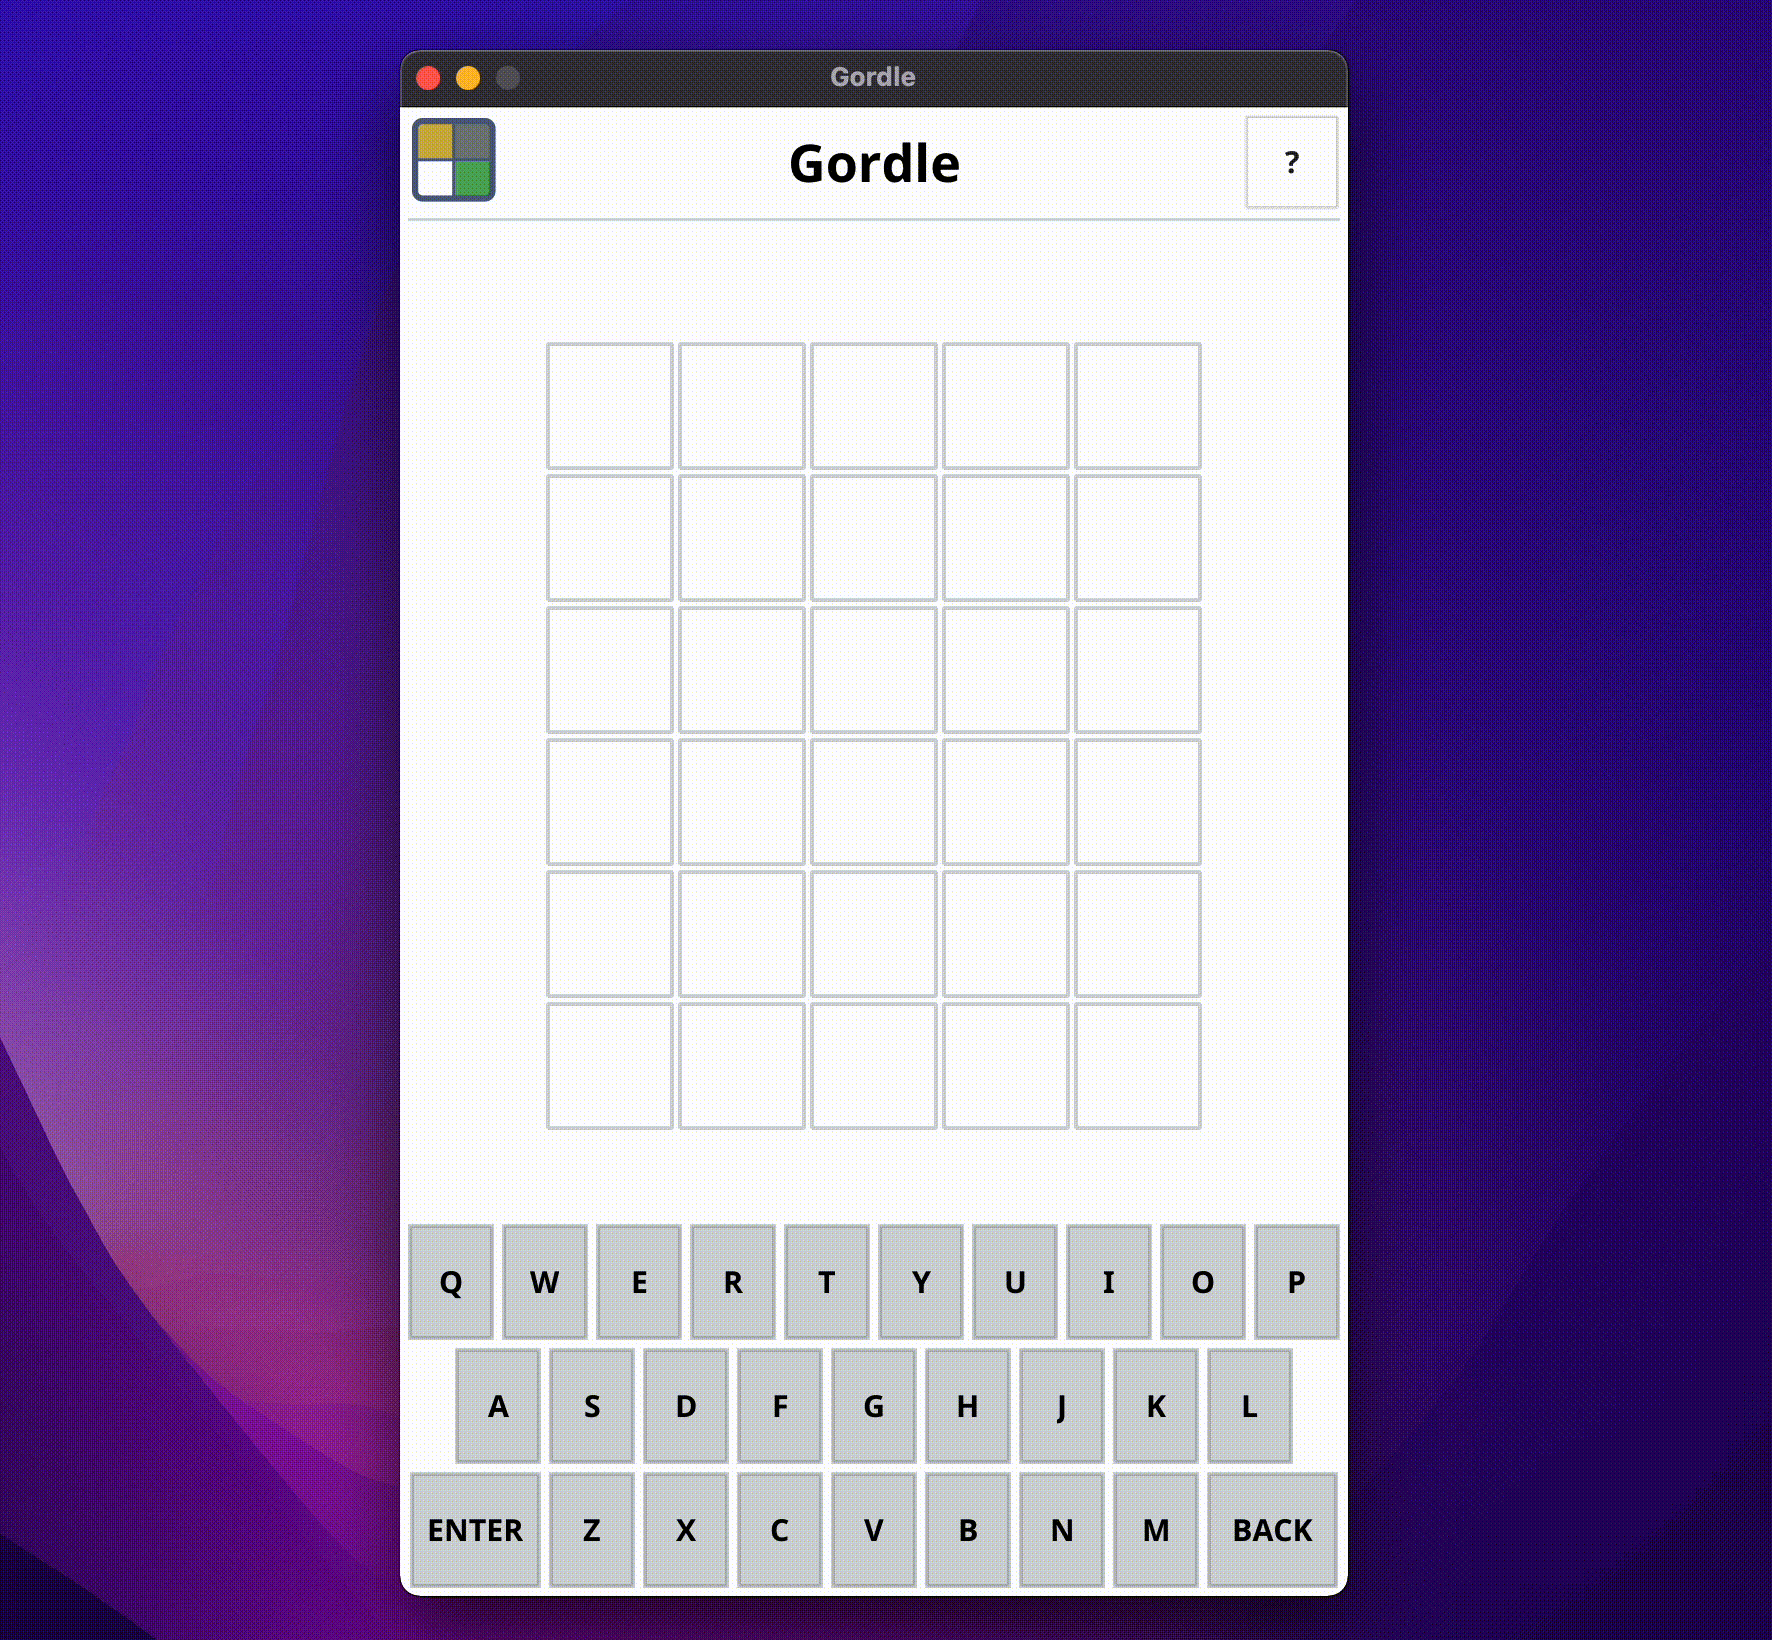 Gordle
Gordle ?
Q W E R T Y U I O P
A S D F G H J K L
ENTER Z X C V B N M BACK